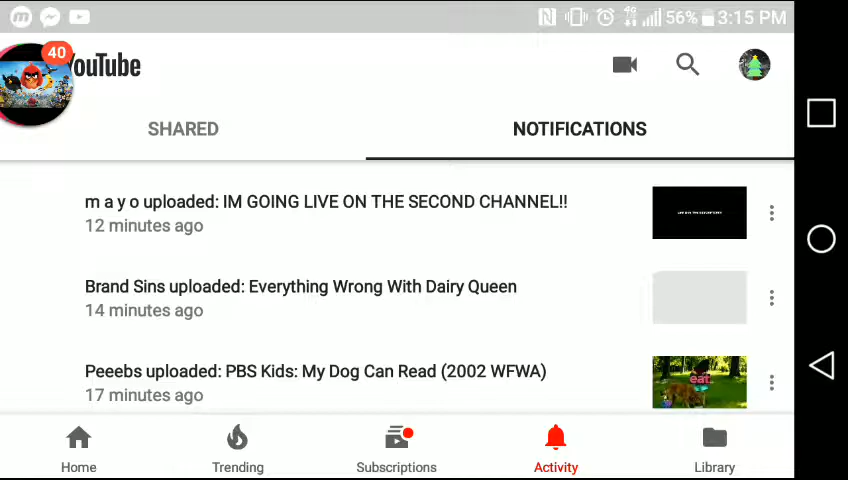 56% 3:15 PM
40
YouTube
SHARED
NOTIFICATIONS
m a y o uploaded: IM GOING LIVE ON THE SECOND CHANNEL!!
12 minutes ago
Brand Sins uploaded: Everything Wrong With Dairy Queen
14 minutes ago
Peeebs uploaded: PBS Kids: My Dog Can Read (2002 WFWA)
17 minutes ago
eat.
Home
Trending
Subscriptions
Activity
Library